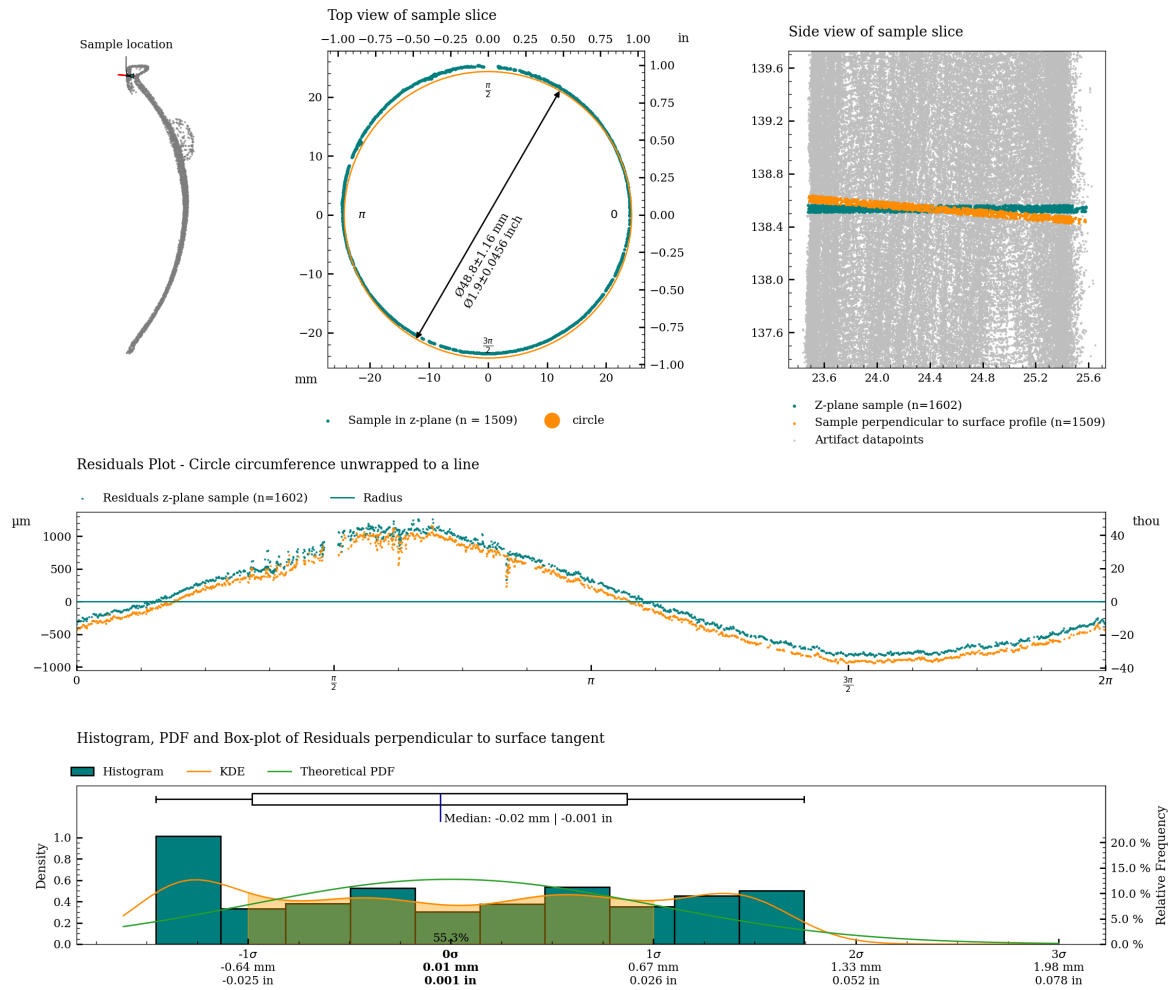 Sample location
Top view of sample slice
−1.00 −0.75 −0.50 −0.25 0.00 0.25 0.50 0.75 1.00 in
20
10
0
−10
−20
1.00
0.75
0.50
0.25
0.00
−0.25
−0.50
−0.75
−1.00
π/2
π
0
3π/2
Ø48.8±1.16 mm
Ø1.9±0.0456 inch
mm −20 −10 0 10 20
Sample in z-plane (n = 1509) circle
Side view of sample slice
139.6
139.2
138.8
138.4
138.0
137.6
23.6 24.0 24.4 24.8 25.2 25.6
Z-plane sample (n=1602)
Sample perpendicular to surface profile (n=1509)
Artifact datapoints
Residuals Plot - Circle circumference unwrapped to a line
Residuals z-plane sample (n=1602) Radius
µm
1000
500
0
−500
−1000
thou
40
20
0
−20
−40
0 π/2 π 3π/2 2π
Histogram, PDF and Box-plot of Residuals perpendicular to surface tangent
Histogram KDE Theoretical PDF
Median: -0.02 mm | -0.001 in
Density
1.0
0.8
0.6
0.4
0.2
0.0
Relative Frequency
20.0 %
15.0 %
10.0 %
5.0 %
0.0 %
55.3%
-1σ 0σ 1σ 2σ 3σ
-0.64 mm 0.01 mm 0.67 mm 1.33 mm 1.98 mm
-0.025 in 0.001 in 0.026 in 0.052 in 0.078 in